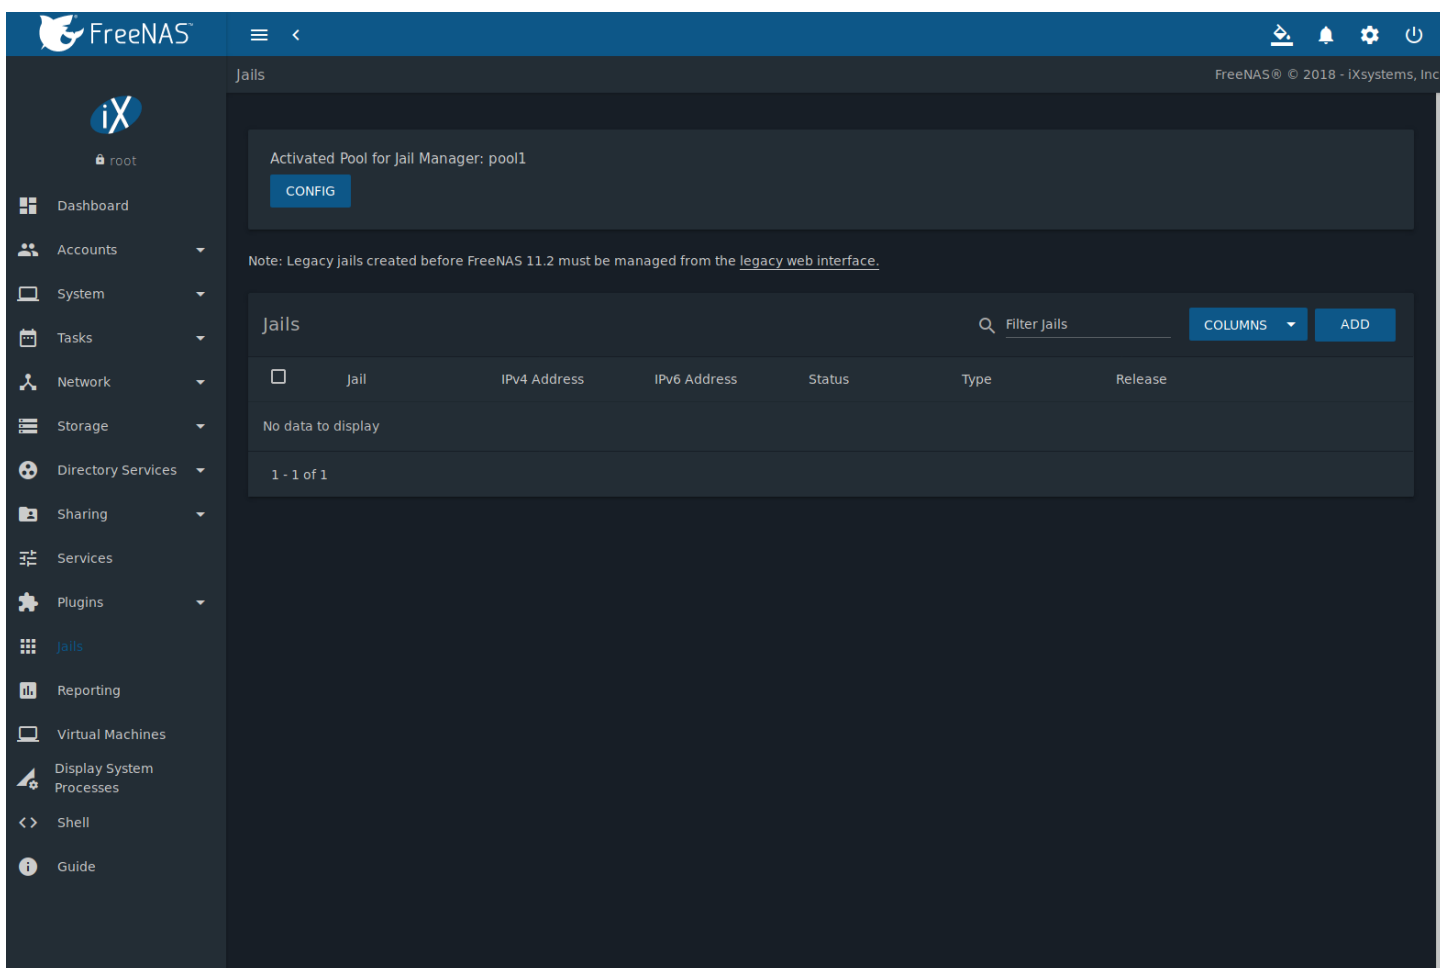 FreeNAS™
Jails
FreeNAS® © 2018 - iXsystems, Inc
iX
root
Dashboard
Accounts
System
Tasks
Network
Storage
Directory Services
Sharing
Services
Plugins
Jails
Reporting
Virtual Machines
Display System
Processes
Shell
Guide
Activated Pool for Jail Manager: pool1
CONFIG
Note: Legacy jails created before FreeNAS 11.2 must be managed from the legacy web interface.
Jails
Filter Jails
COLUMNS
ADD
Jail IPv4 Address IPv6 Address Status Type Release
No data to display
1 - 1 of 1